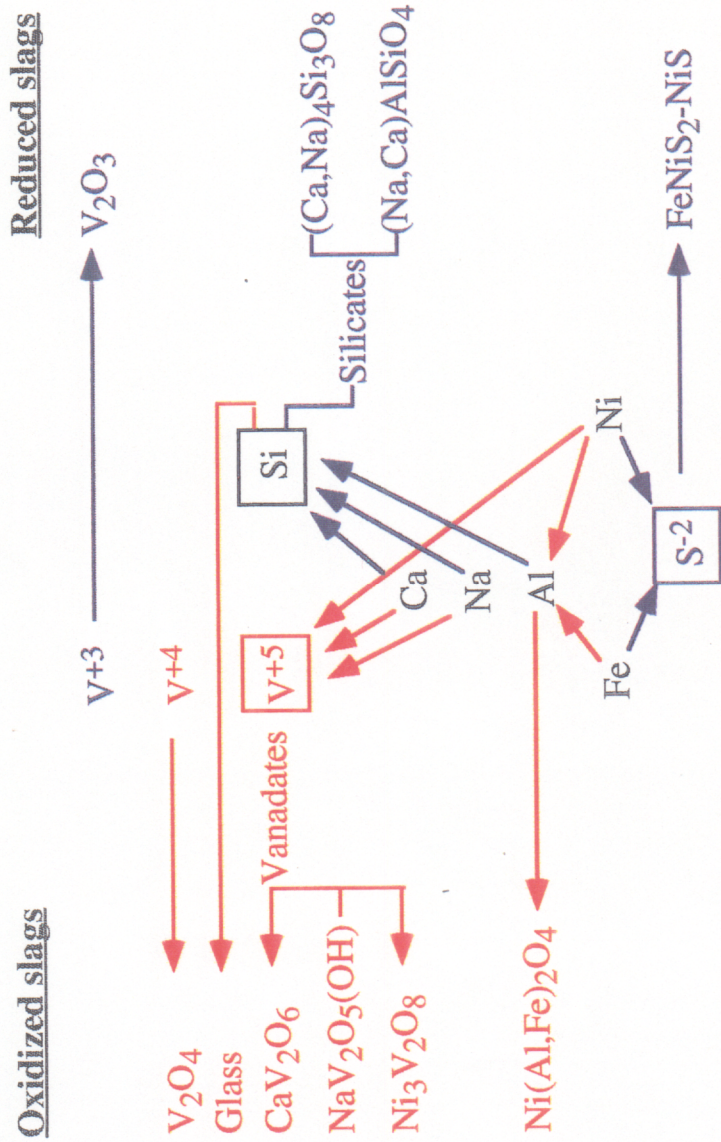 Oxidized slags
Reduced slags
V+3
V2O3
V2O4
V+4
Glass
Si
Silicates
(Ca,Na)4Si3O8
(Na,Ca)AlSiO4
Vanadates
V+5
CaV2O6
NaV2O5(OH)
Ni3V2O8
Ca
Na
Al
Ni(Al,Fe)2O4
Fe
Ni
S-2
FeNiS2-NiS